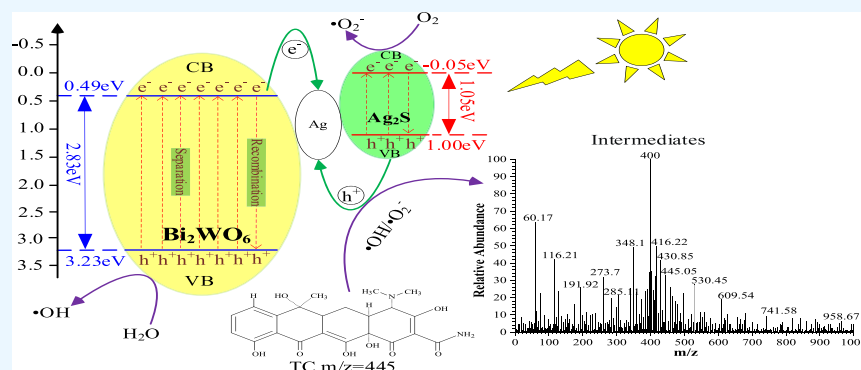 -0.5
0.0
0.5
1.0
1.5
2.0
2.5
3.0
3.5
0.49eV
2.83eV
3.23eV
CB
e⁻ e⁻ e⁻ e⁻ e⁻ e⁻
Separation
Recombination
Bi₂WO₆
h⁺h⁺h⁺h⁺h⁺h⁺h⁺
VB
•OH
H₂O
e⁻
Ag
h⁺
•O₂⁻
O₂
CB
e⁻ e⁻ e⁻
Ag₂S
h⁺h⁺h⁺
VB
-0.05eV
1.05eV
1.00eV
•OH/•O₂⁻
H
HO
CH₃
H₃C
CH₃
N
H
OH
NH₂
OH
O
OH
OH
O
O
TC m/z=445
Intermediates
Relative Abundance
100
90
80
70
60
50
40
30
20
10
0
400
60.17
348.1
416.22
430.85
445.05
116.21
273.7
191.92
285.11
530.45
609.54
741.58
958.67
0 100 200 300 400 500 600 700 800 900 1000
m/z